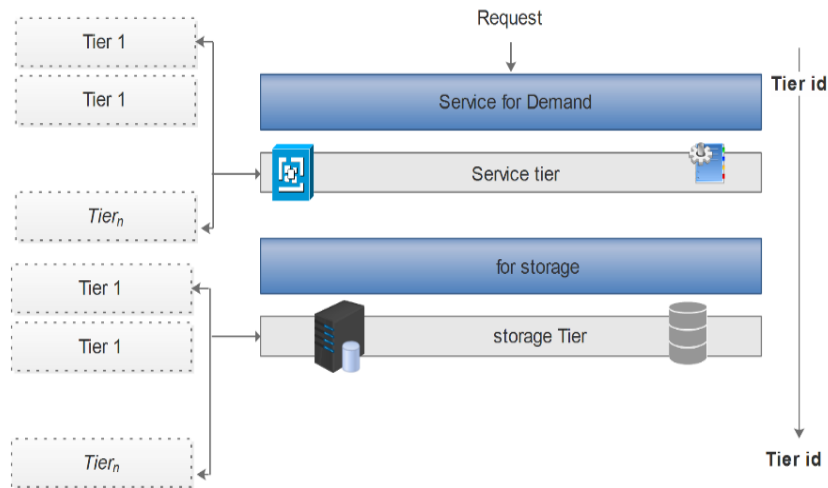 Request
Tier 1
Tier id
Tier 1
Service for Demand
Service tier
Tierₙ
for storage
Tier 1
Tier 1
storage Tier
Tierₙ
Tier id